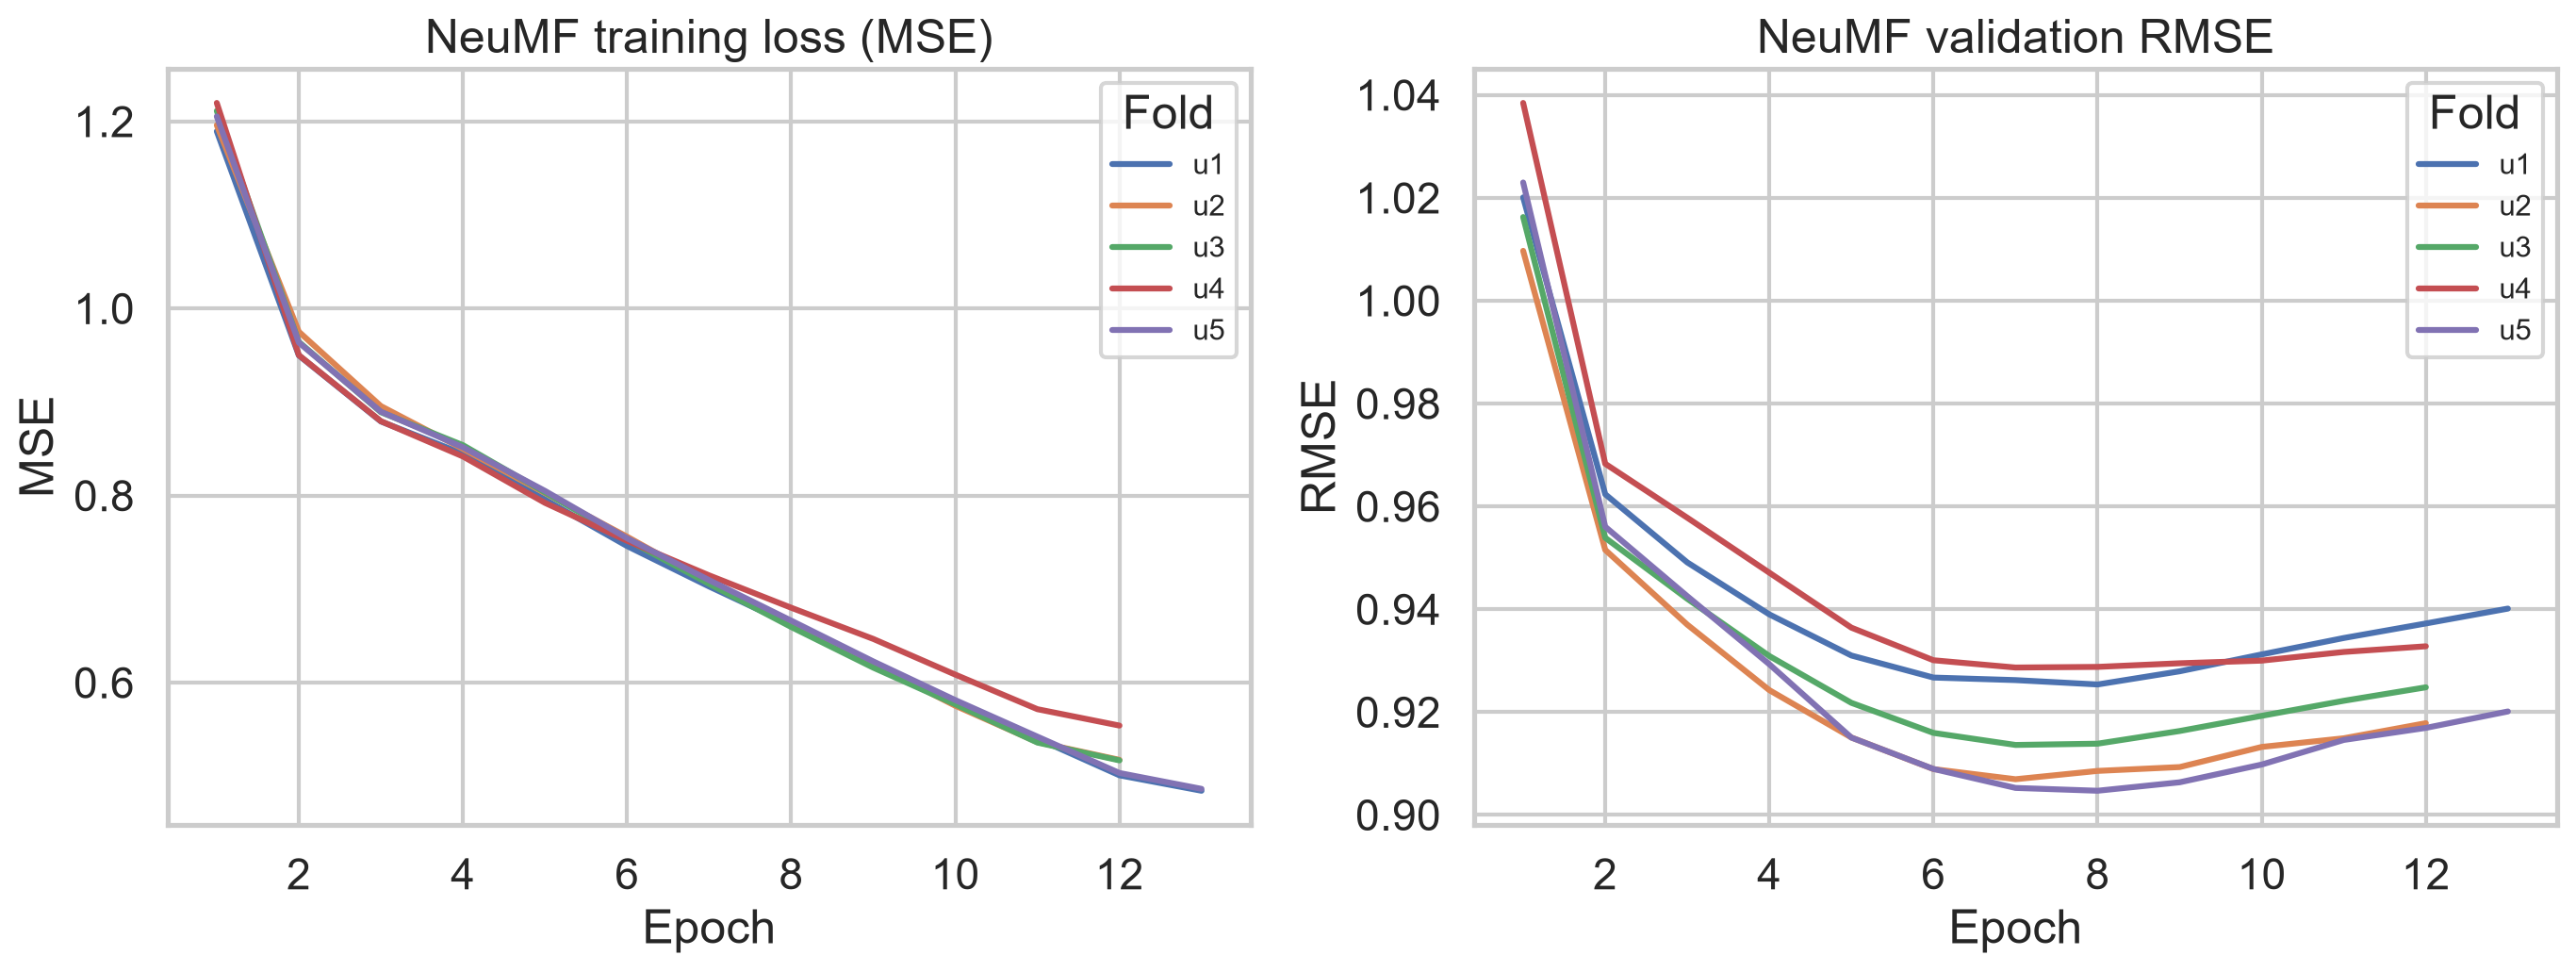 NeuMF training loss (MSE)
MSE
1.2
1.0
0.8
0.6
2 4 6 8 10 12
Epoch
Fold
u1
u2
u3
u4
u5
NeuMF validation RMSE
RMSE
1.04
1.02
1.00
0.98
0.96
0.94
0.92
0.90
2 4 6 8 10 12
Epoch
Fold
u1
u2
u3
u4
u5